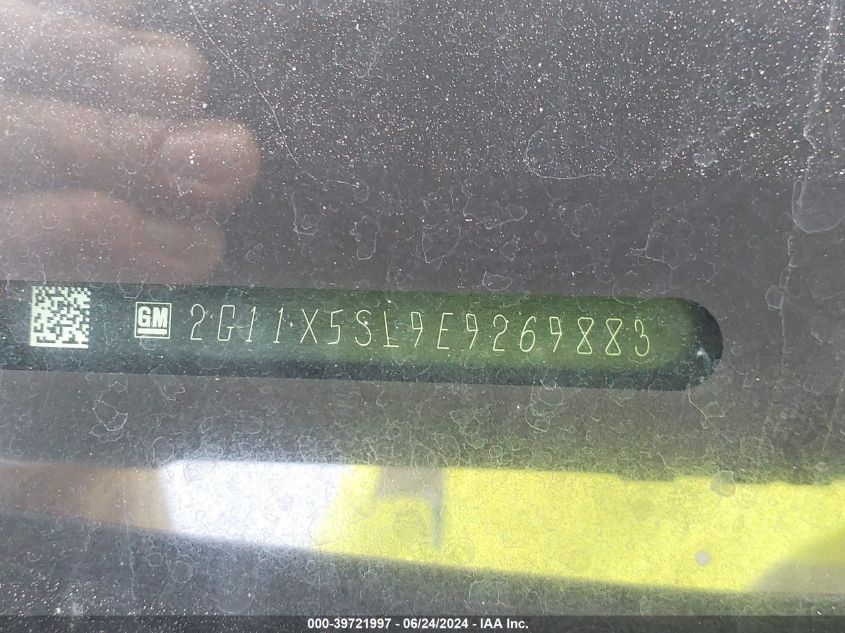 GM 2G11X5SL9E9269883
000-39721997 - 06/24/2024 - IAA Inc.